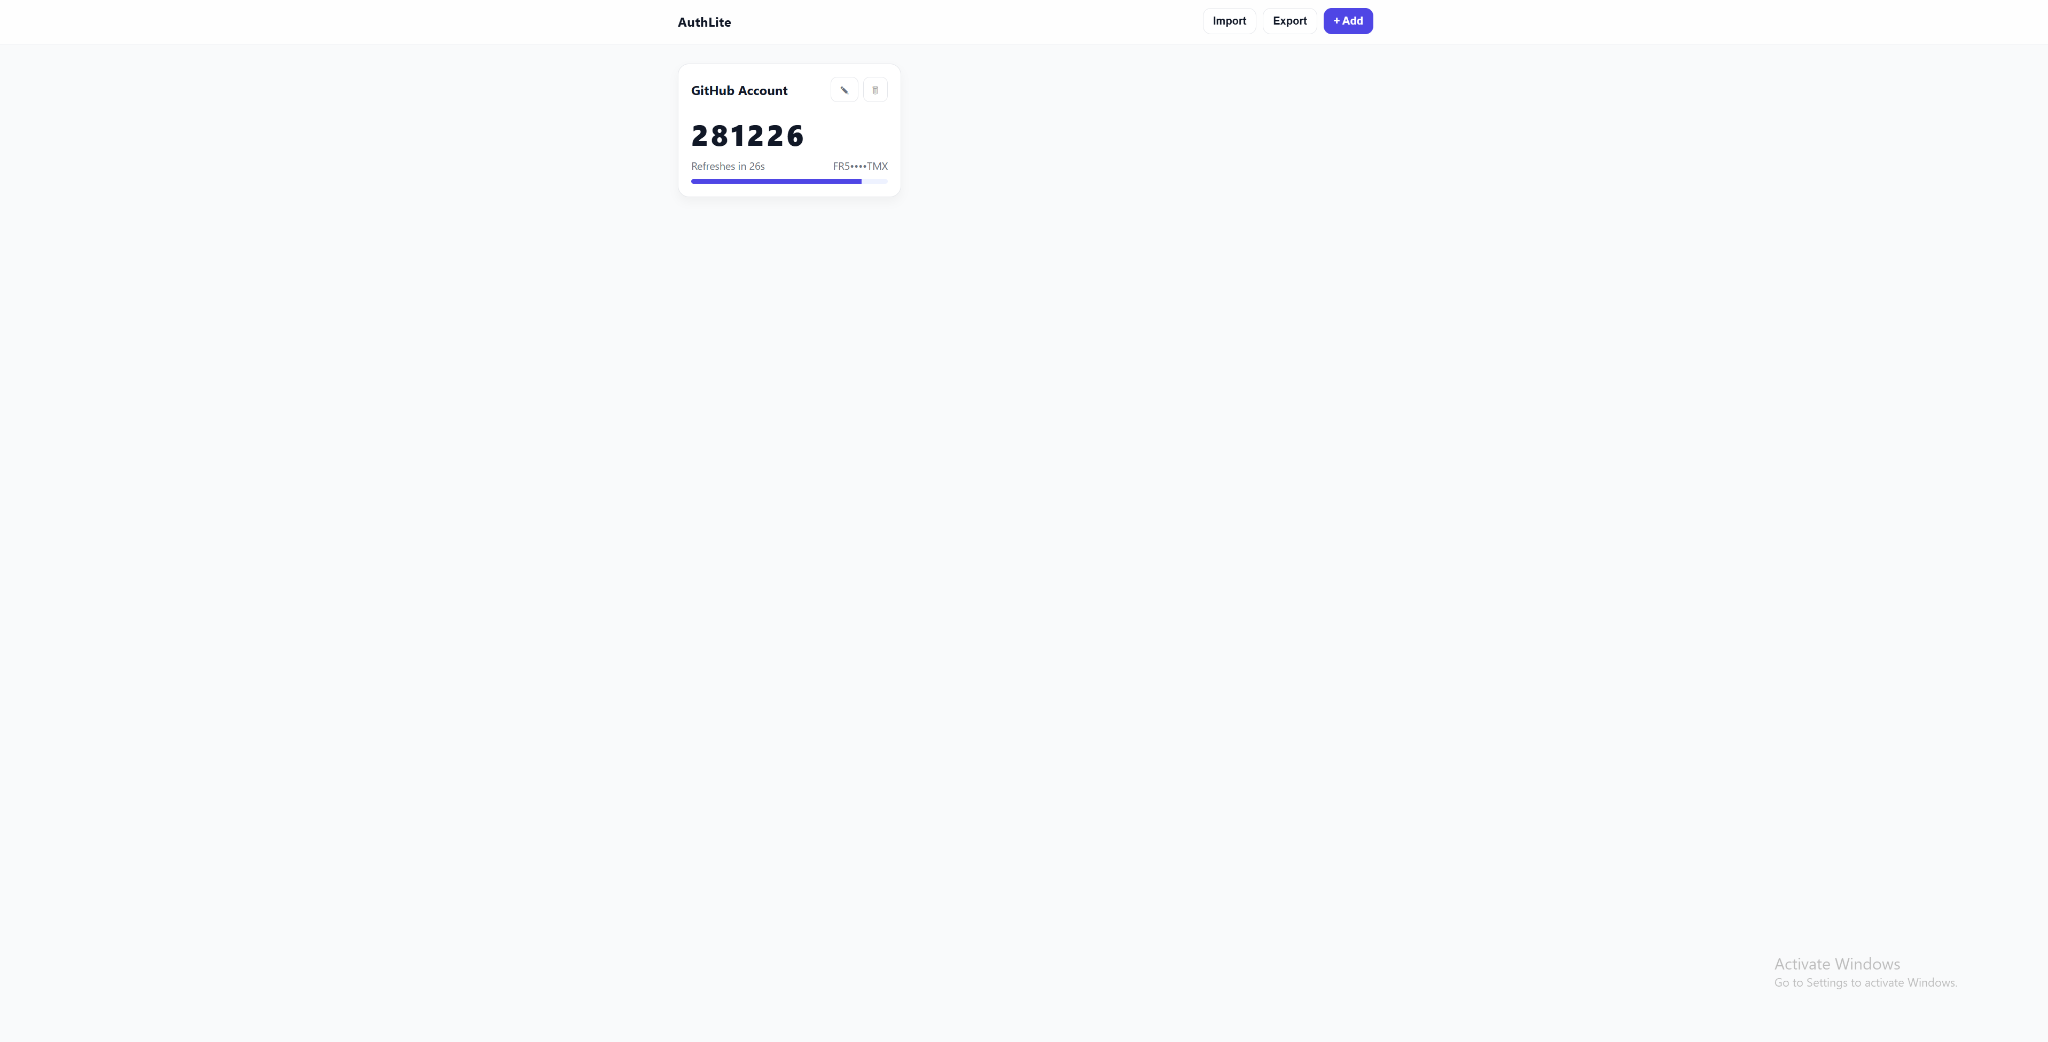 AuthLite
Import
Export
+ Add
GitHub Account
281226
Refreshes in 26s
FR5••••TMX
Activate Windows
Go to Settings to activate Windows.